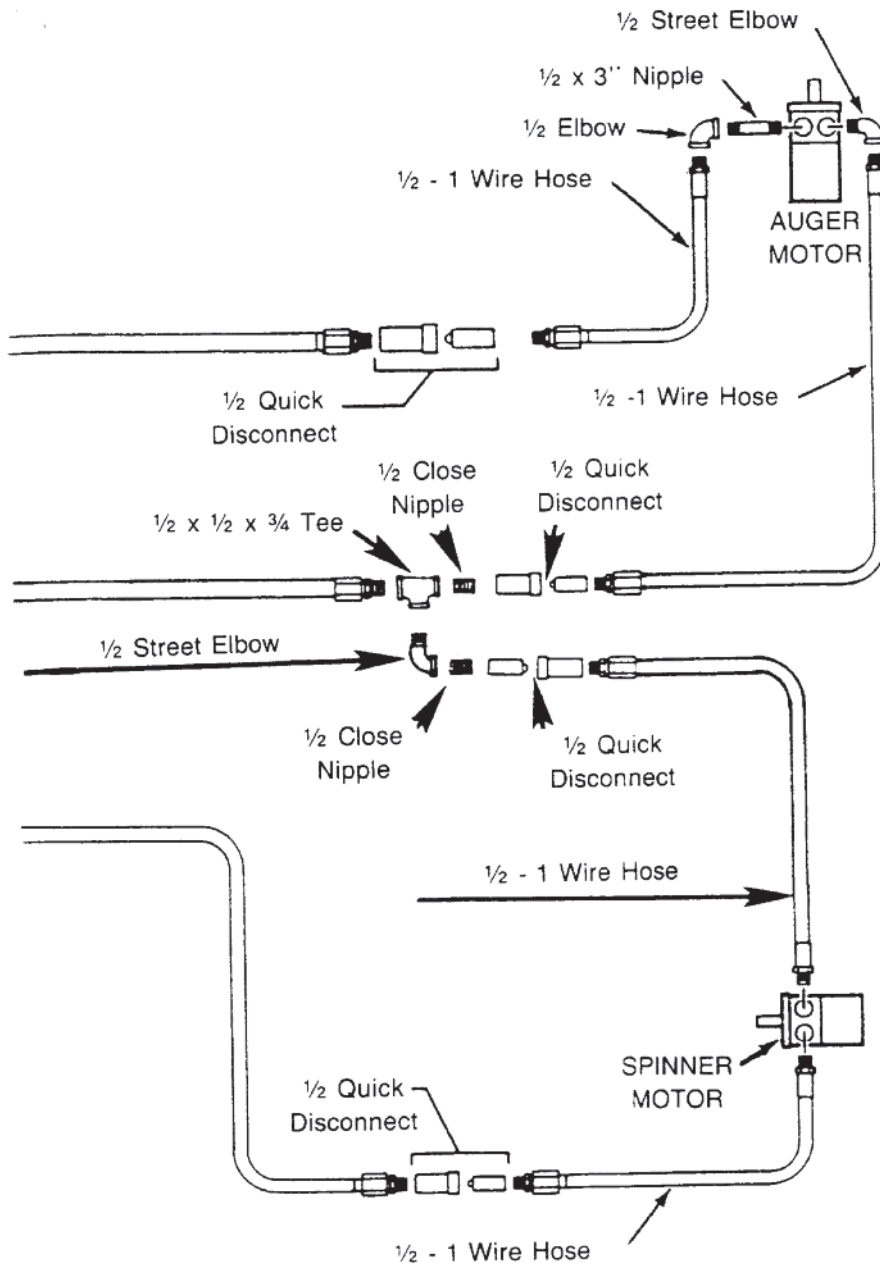 ½ Street Elbow
½ x 3'' Nipple
½ Elbow
½ - 1 Wire Hose
AUGER
MOTOR
½ Quick
Disconnect
½ -1 Wire Hose
½ Close
Nipple
½ Quick
Disconnect
½ x ½ x ¾ Tee
½ Street Elbow
½ Close
Nipple
½ Quick
Disconnect
½ - 1 Wire Hose
SPINNER
MOTOR
½ Quick
Disconnect
½ - 1 Wire Hose